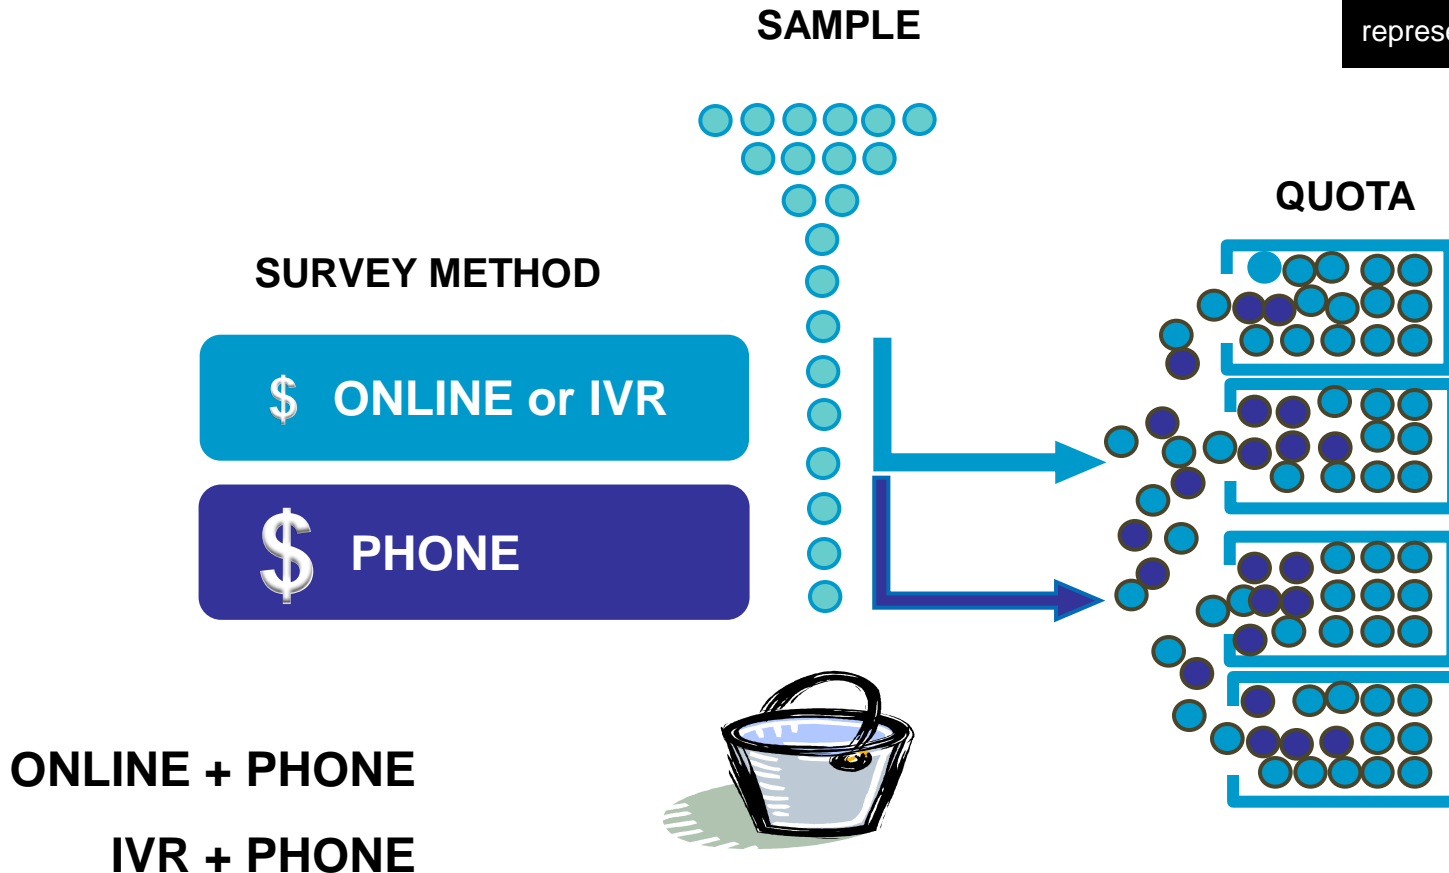 SAMPLE
QUOTA
SURVEY METHOD
$ ONLINE or IVR
$ PHONE
ONLINE + PHONE
IVR + PHONE